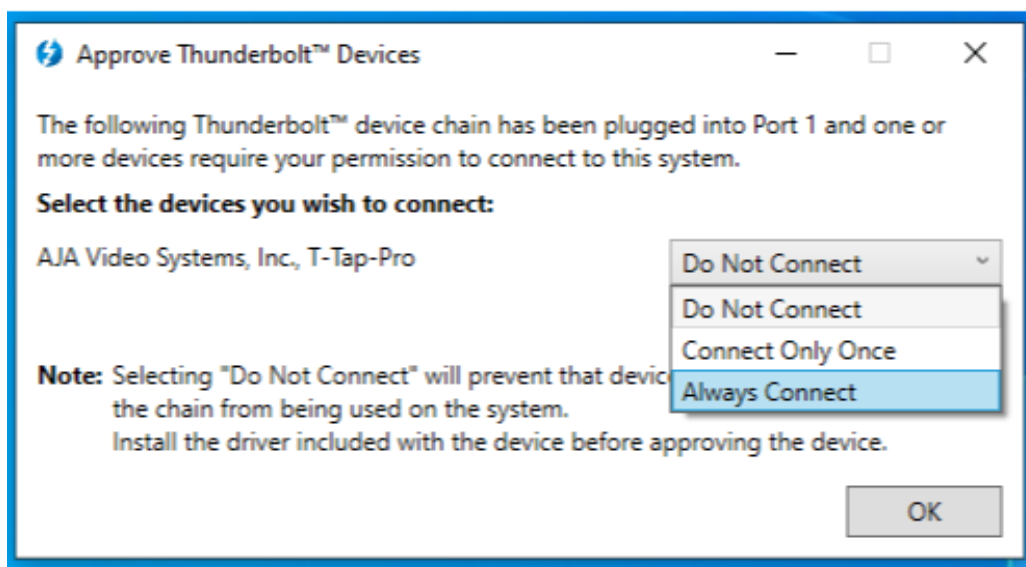 Approve Thunderbolt™ Devices
The following Thunderbolt™ device chain has been plugged into Port 1 and one or
more devices require your permission to connect to this system.
Select the devices you wish to connect:
AJA Video Systems, Inc., T-Tap-Pro
Do Not Connect
Do Not Connect
Connect Only Once
Always Connect
Note: Selecting "Do Not Connect" will prevent that
the chain from being used on the system.
Install the driver included with the device before approving the device.
OK